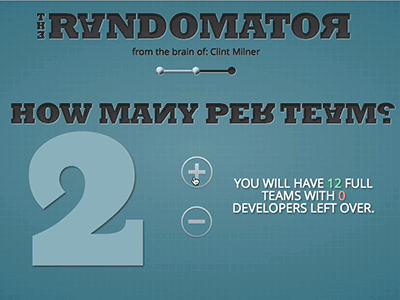 THE RANDOMATOR
from the brain of: Clint Milner
HOW MANY PER TEAM?
2
+
−
YOU WILL HAVE 12 FULL
TEAMS WITH 0
DEVELOPERS LEFT OVER.